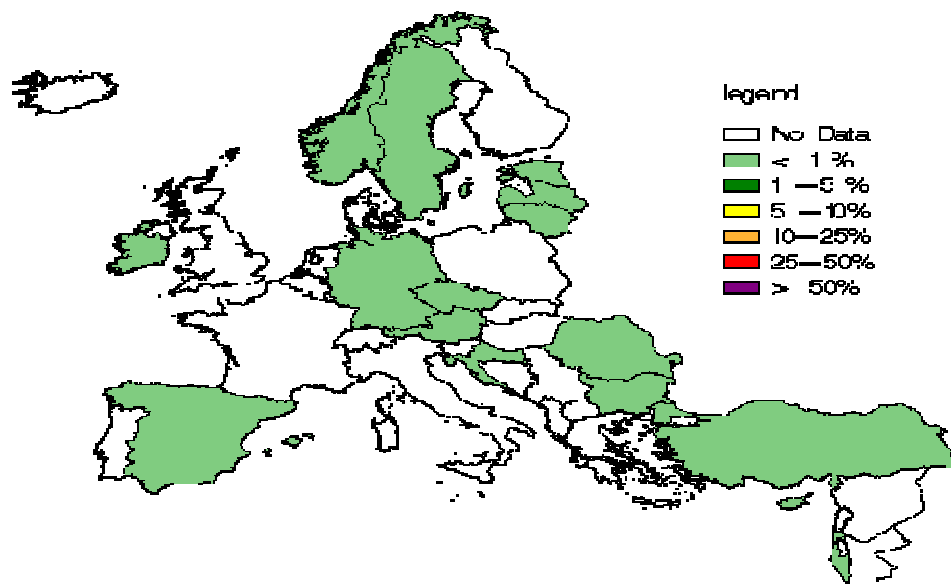 legend
No Data
< 1 %
1 —5 %
5 —10%
10—25%
25—50%
> 50%